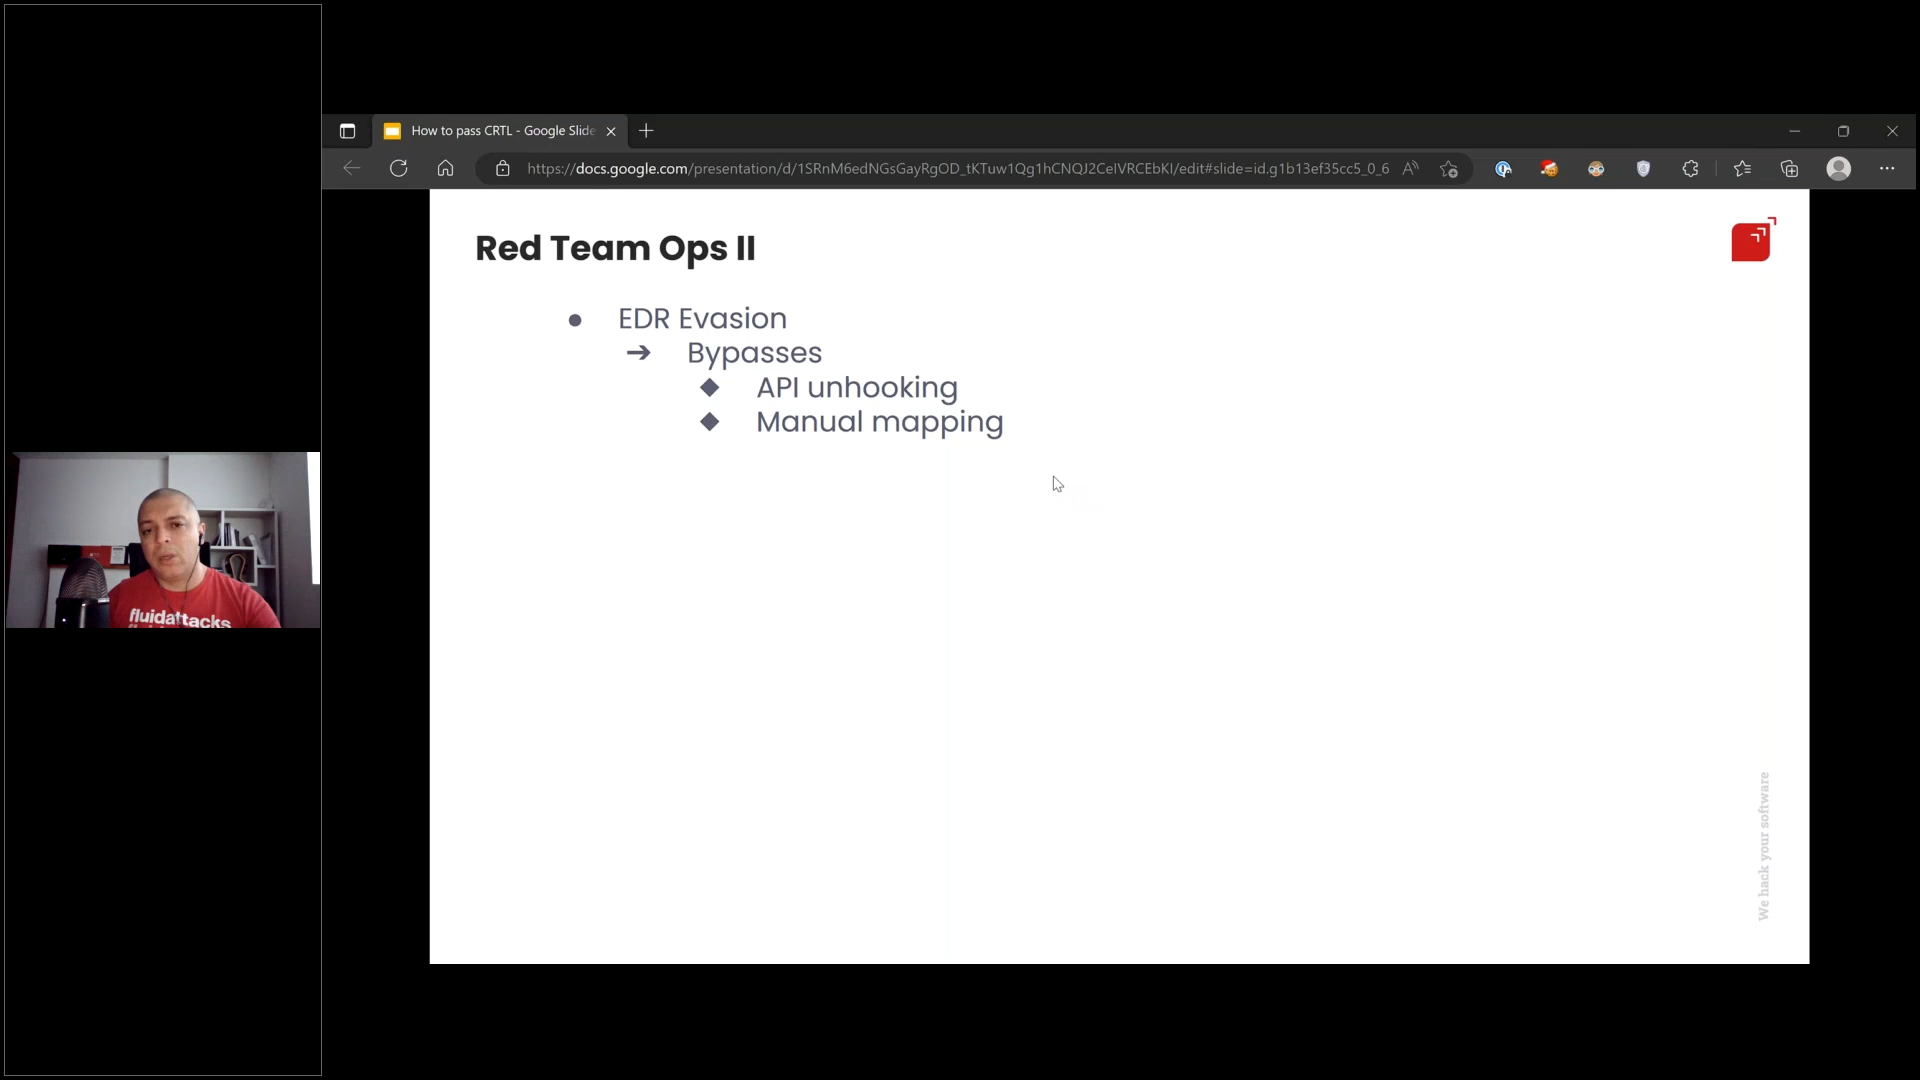 How to pass CRTL - Google Slide
https://docs.google.com/presentation/d/1SRnM6edNGsGayRgOD_tKTuw1Qg1hCNQJ2CeIVRCEbKI/edit#slide=id.g1b13ef35cc5_0_6
Red Team Ops II
● EDR Evasion
➔ Bypasses
◆ API unhooking
◆ Manual mapping
We hack your software
fluidattacks